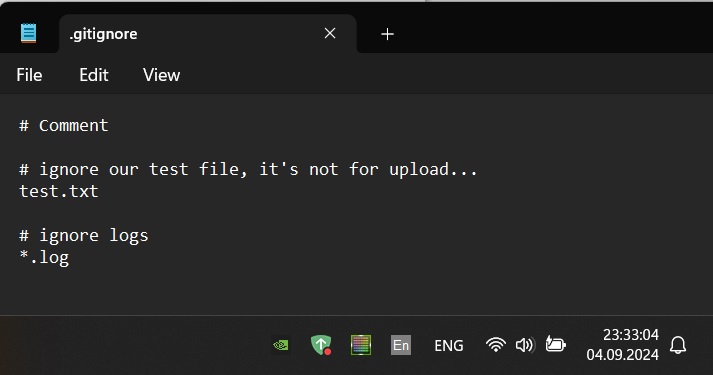 .gitignore
File Edit View
# Comment
# ignore our test file, it's not for upload...
test.txt
# ignore logs
*.log
En ENG 23:33:04
04.09.2024